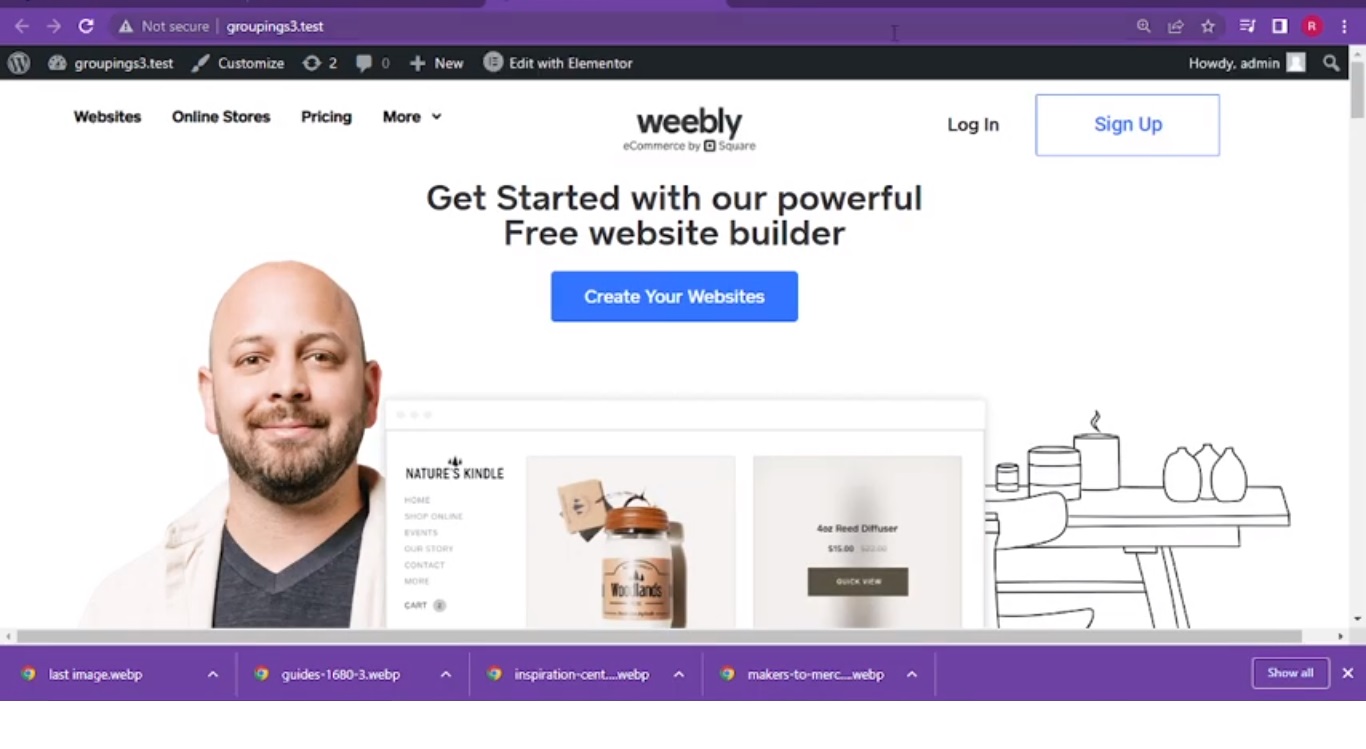 Not secure groupings3.test
R
groupings3.test Customize 2 0 New Edit with Elementor Howdy, admin
Websites Online Stores Pricing More
weebly
eCommerce by Square
Log In Sign Up
Get Started with our powerful
Free website builder
Create Your Websites
NATURE'S KINDLE
HOME
SHOP ONLINE
EVENTS
OUR STORY
CONTACT
MORE
CART 2
Woodlands
4oz Reed Diffuser
$15.00 $22.00
QUICK VIEW
last image.webp guides-1680-3.webp inspiration-cent....webp makers-to-merc....webp Show all